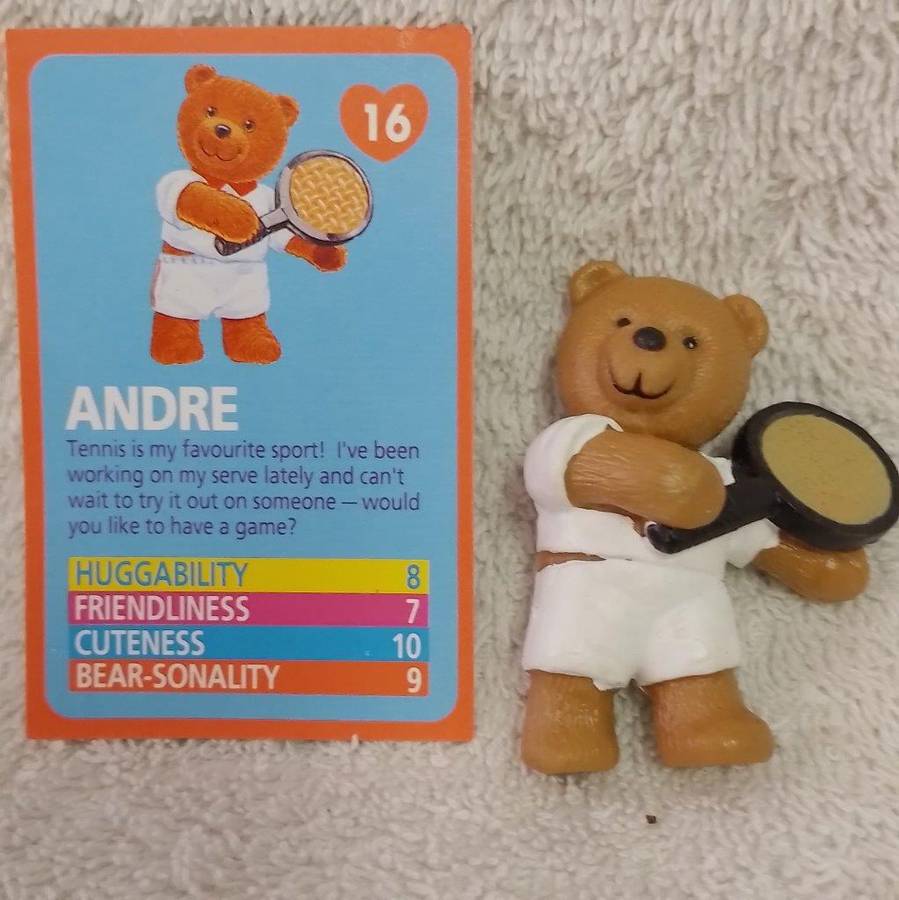 16
ANDRE
Tennis is my favourite sport! I've been
working on my serve lately and can't
wait to try it out on someone – would
you like to have a game?
HUGGABILITY 8
FRIENDLINESS 7
CUTENESS 10
BEAR-SONALITY 9